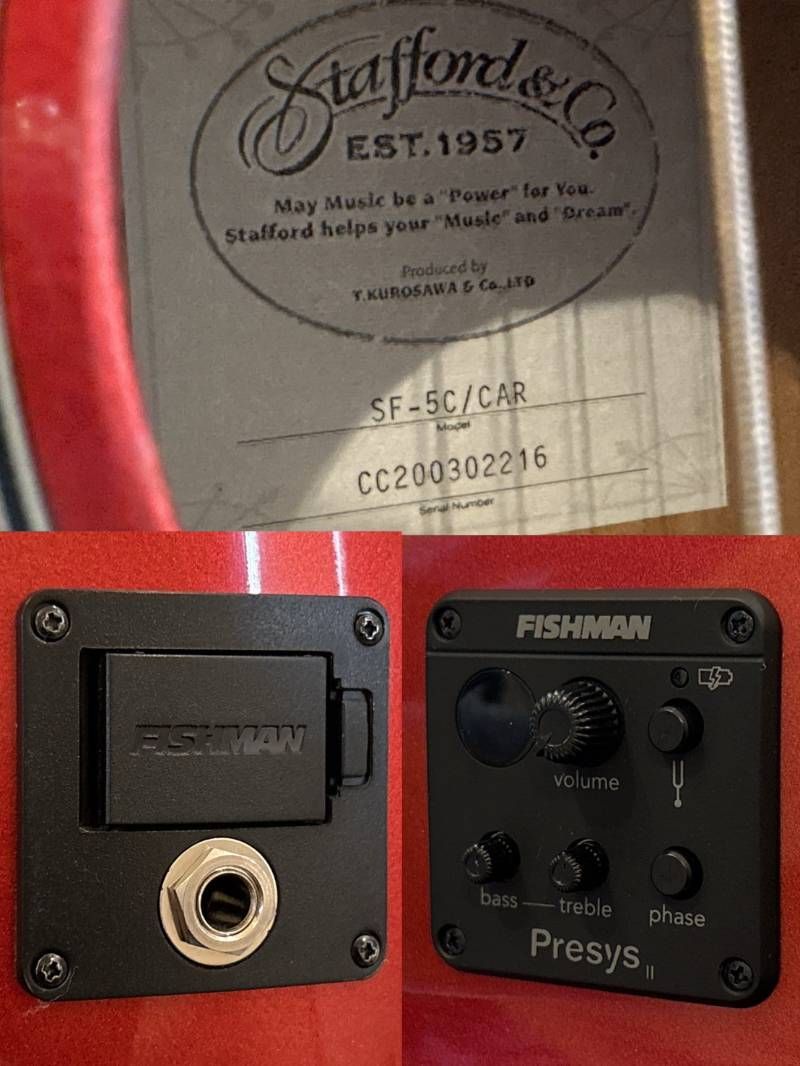 Stafford & Co.
EST.1957
May Music be a "Power" for You.
Stafford helps your "Music" and "Dream".
Produced by
T.KUROSAWA & Co.,LTD
SF-5C/CAR
Model
CC200302216
Serial Number
FISHMAN
FISHMAN
volume
bass
treble
phase
Presys II